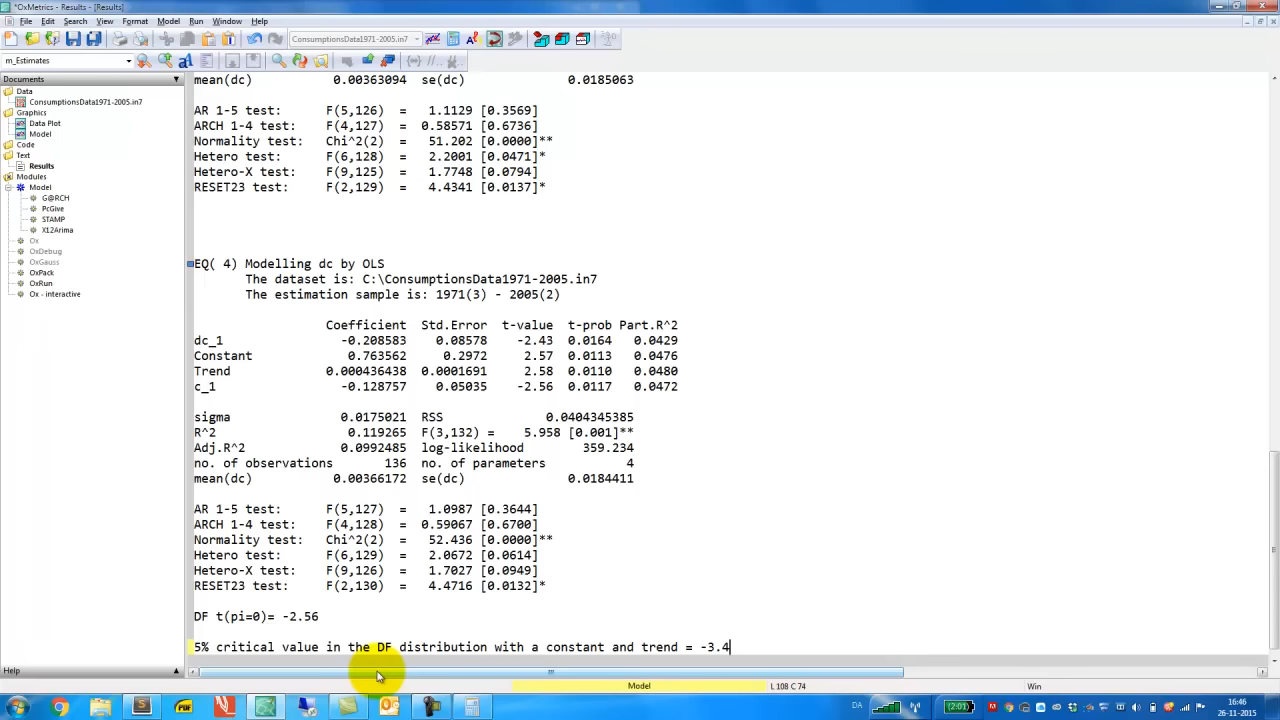 *OxMetrics - Results - [Results]
File Edit Search View Format Model Run Window Help
ConsumptionsData1971-2005.in7
m_Estimates
Documents
Data
ConsumptionsData1971-2005.in7
Graphics
Data Plot
Model
Code
Text
Results
Modules
Model
G@RCH
PcGive
STAMP
X12Arima
Ox
OxDebug
OxGauss
OxPack
OxRun
Ox - interactive
Help
mean(dc) 0.00363094 se(dc) 0.0185063
AR 1-5 test: F(5,126) = 1.1129 [0.3569]
ARCH 1-4 test: F(4,127) = 0.58571 [0.6736]
Normality test: Chi^2(2) = 51.202 [0.0000]**
Hetero test: F(6,128) = 2.2001 [0.0471]*
Hetero-X test: F(9,125) = 1.7748 [0.0794]
RESET23 test: F(2,129) = 4.4341 [0.0137]*
EQ( 4) Modelling dc by OLS
The dataset is: C:\ConsumptionsData1971-2005.in7
The estimation sample is: 1971(3) - 2005(2)
Coefficient Std.Error t-value t-prob Part.R^2
dc_1 -0.208583 0.08578 -2.43 0.0164 0.0429
Constant 0.763562 0.2972 2.57 0.0113 0.0476
Trend 0.000436438 0.0001691 2.58 0.0110 0.0480
c_1 -0.128757 0.05035 -2.56 0.0117 0.0472
sigma 0.0175021 RSS 0.0404345385
R^2 0.119265 F(3,132) = 5.958 [0.001]**
Adj.R^2 0.0992485 log-likelihood 359.234
no. of observations 136 no. of parameters 4
mean(dc) 0.00366172 se(dc) 0.0184411
AR 1-5 test: F(5,127) = 1.0987 [0.3644]
ARCH 1-4 test: F(4,128) = 0.59067 [0.6700]
Normality test: Chi^2(2) = 52.436 [0.0000]**
Hetero test: F(6,129) = 2.0672 [0.0614]
Hetero-X test: F(9,126) = 1.7027 [0.0949]
RESET23 test: F(2,130) = 4.4716 [0.0132]*
DF t(pi=0)= -2.56
5% critical value in the DF distribution with a constant and trend = -3.4
Model L 108 C 74 Win
PDF
DA
(2:01)
16:46
26-11-2015